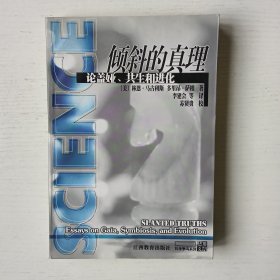 SCIENCE
倾斜的真理
论盖娅、共生和进化
〔美〕林恩·马古利斯 多里昂·萨根 著
李建会 等 译
SLANTED TRUTHS
Essays on Gaia, Symbiosis, and Evolution
江西教育出版社